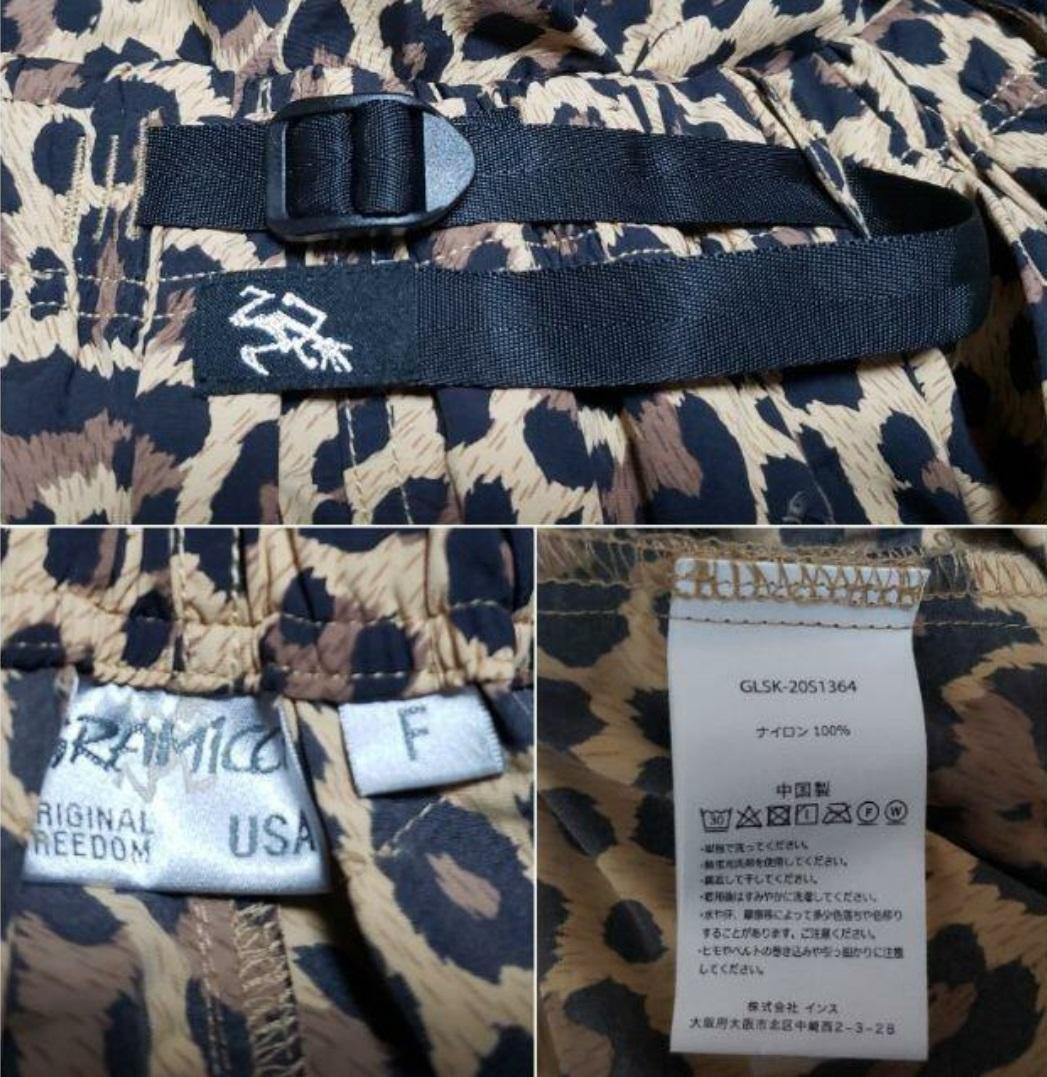 GRAMICCI
F
ORIGINAL
FREEDOM
USA
GLSK-20S1364
ナイロン 100%
中国製
30
F
W
・単独で洗ってください。
・蛍光洗剤を使用してください。
・裏返して干してください。
・着用後はすみやかに洗濯してください。
・水や汗、摩擦等によって多少色落ちや色移り
することがあります。ご注意ください。
・ヒモやベルトの巻き込みや引っ掛かりに注意
してください。
株式会社 インス
大阪府大阪市北区中崎西2-3-28